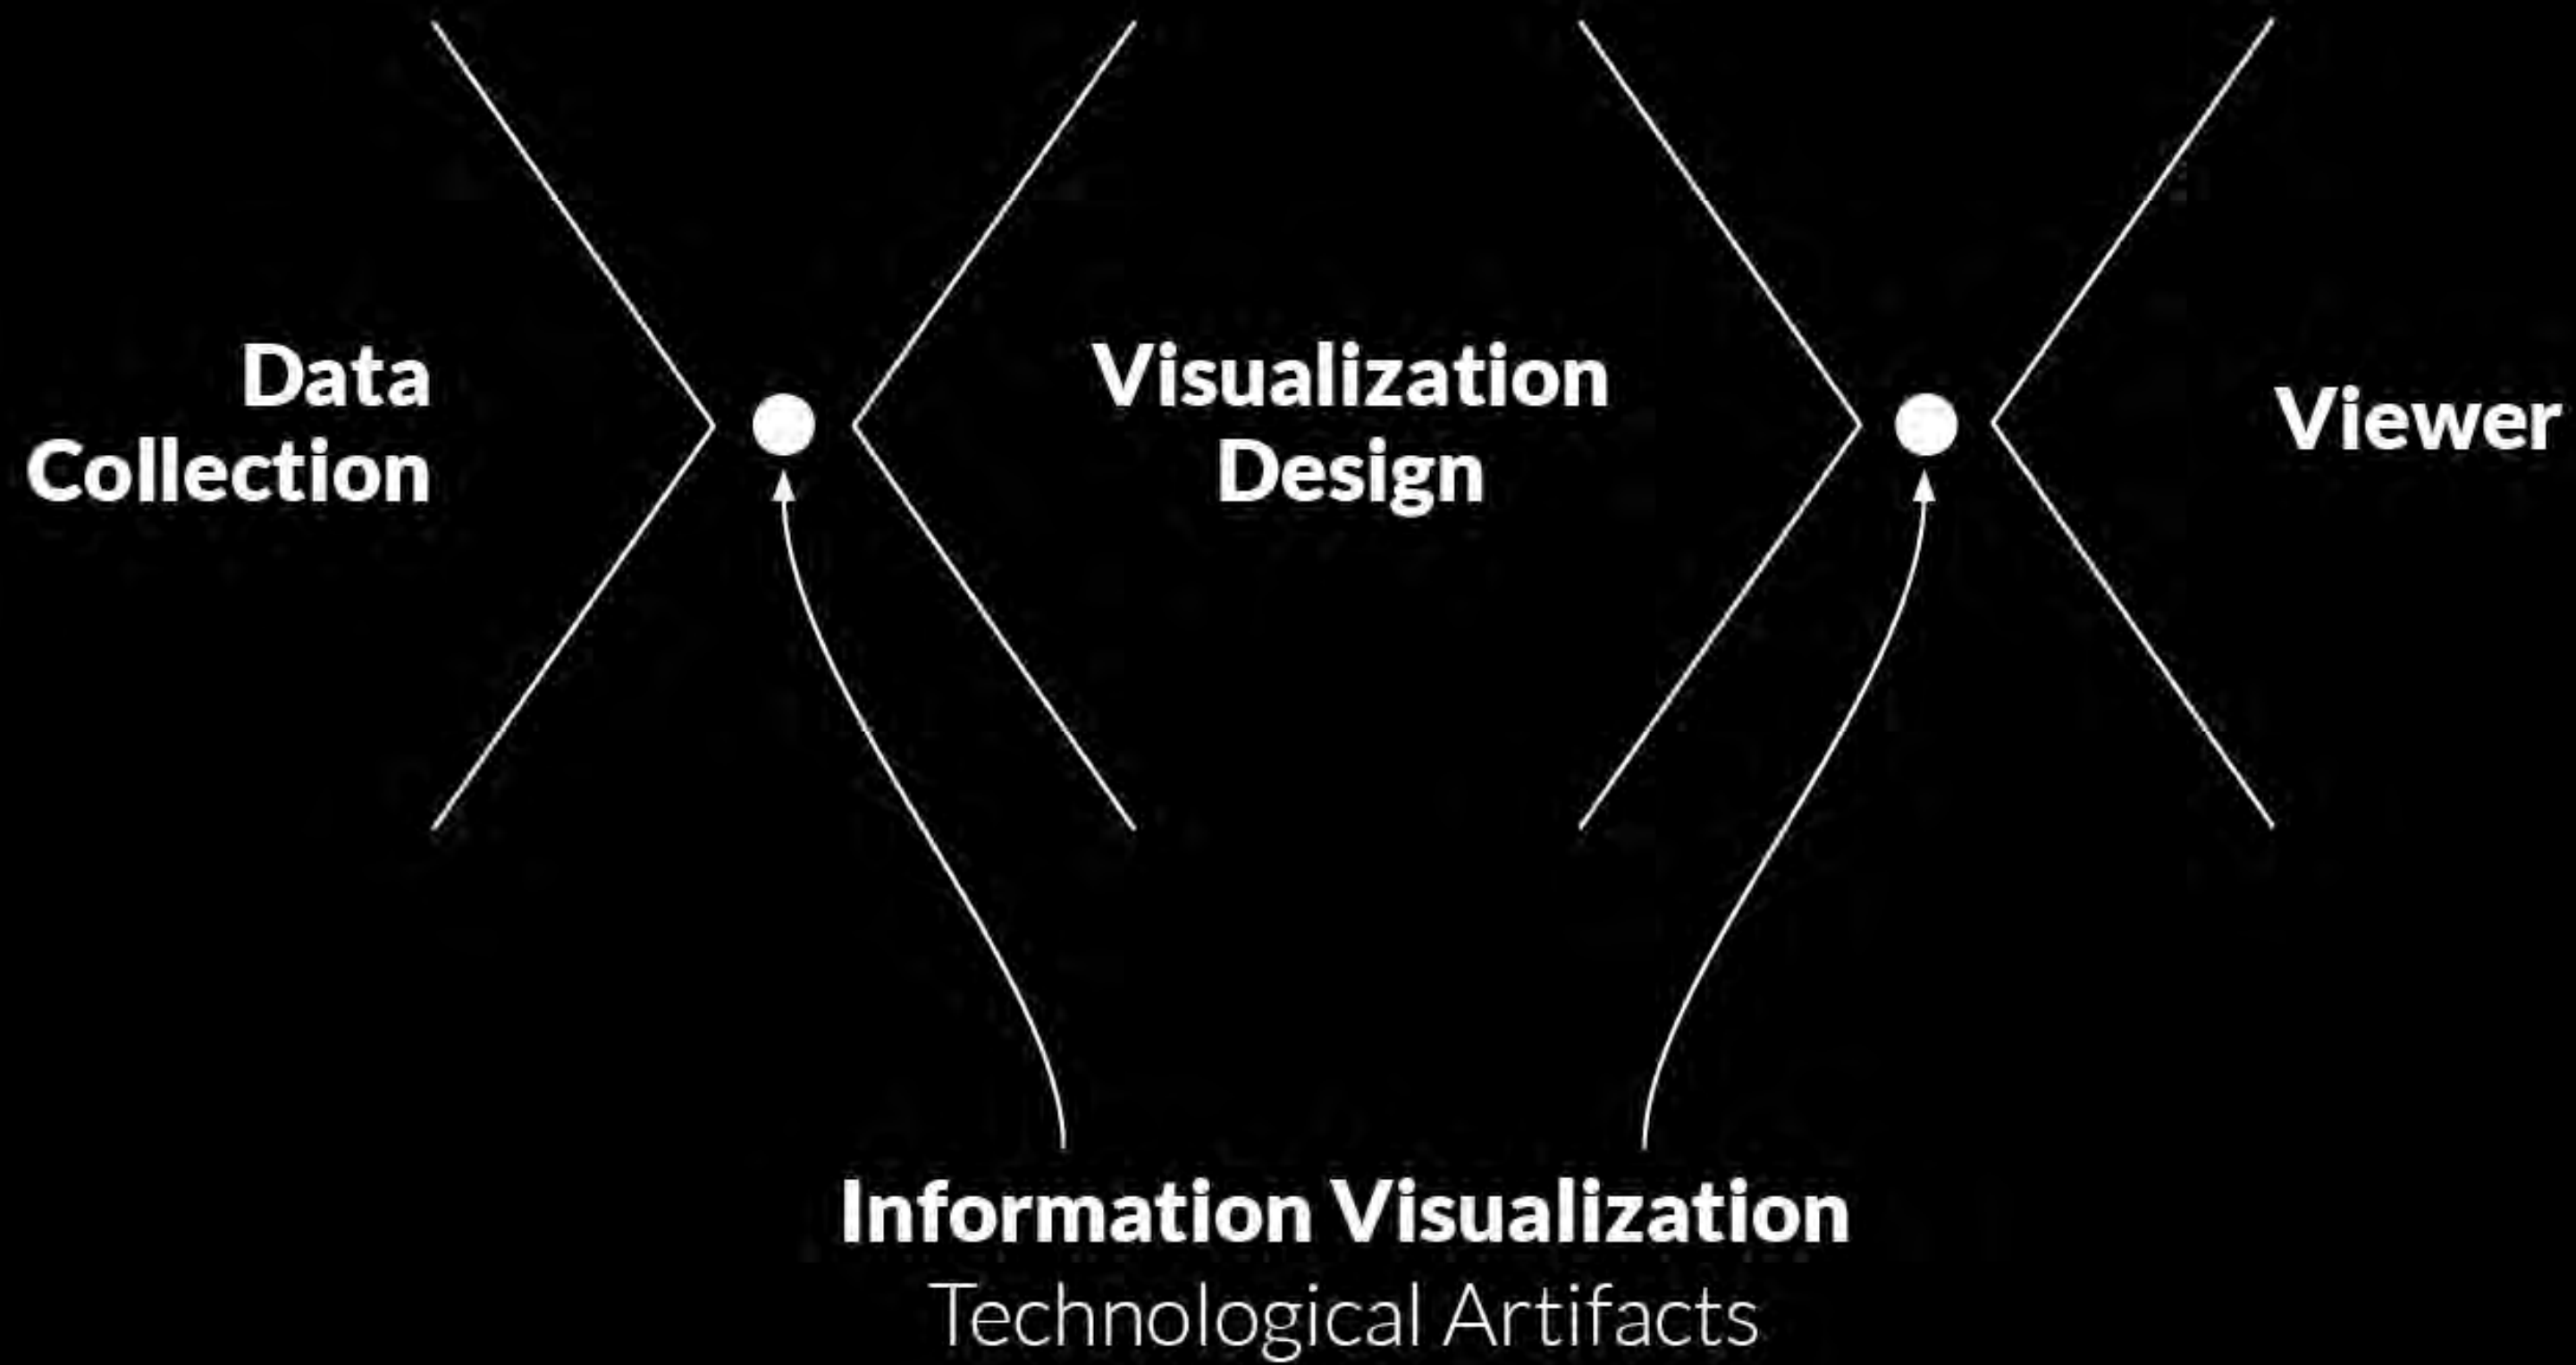 Data
Collection
Visualization
Design
Viewer
Information Visualization
Technological Artifacts